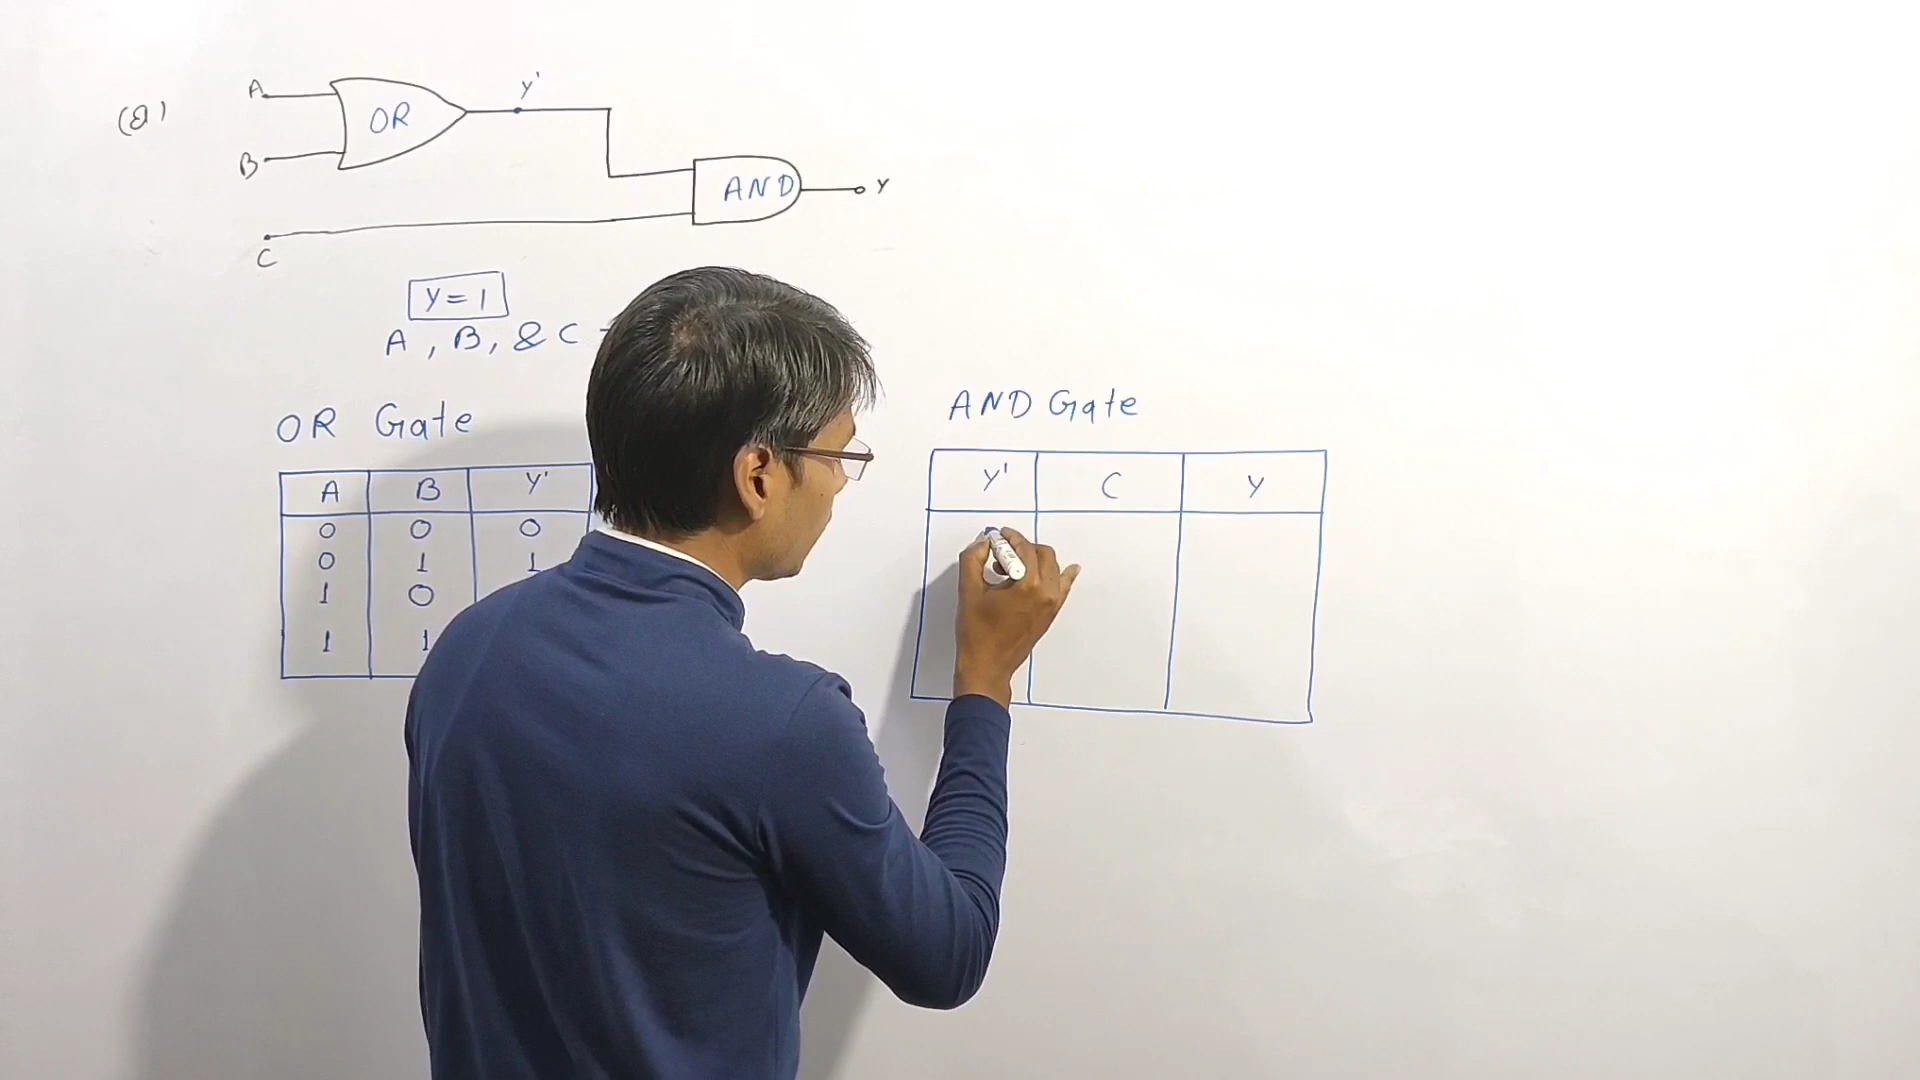 (Q)
A
OR
Y'
B
AND
Y
C
Y = 1
A , B, & C
OR Gate
A B Y'
0 0 0
0 1 1
1 0
1 1
AND Gate
Y' C Y